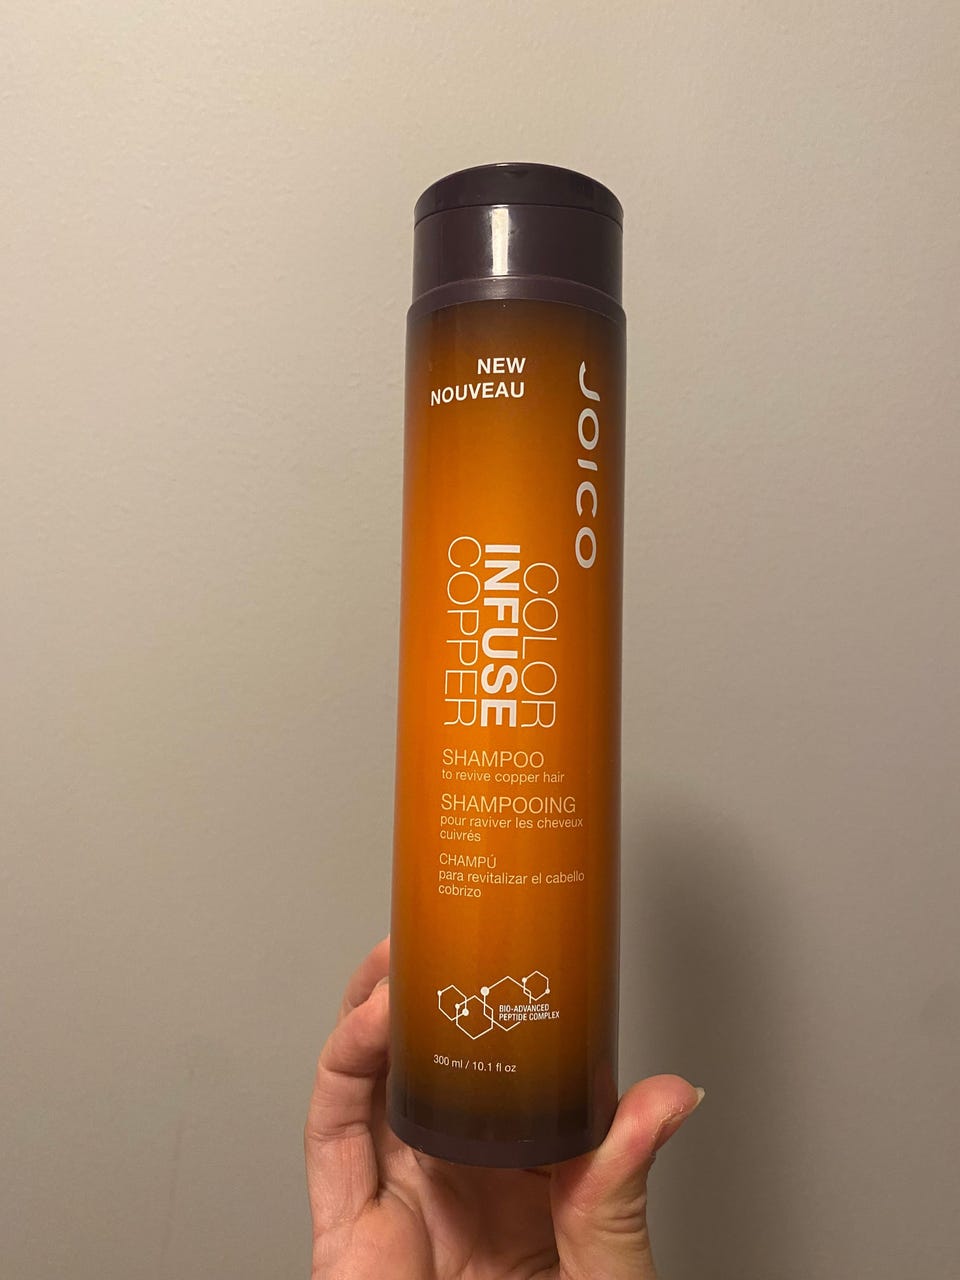 NEW
NOUVEAU
JOICO
COLOR
INFUSE
COPPER
SHAMPOO
to revive copper hair
SHAMPOOING
pour raviver les cheveux
cuivrés
CHAMPÚ
para revitalizar el cabello
cobrizo
BIO-ADVANCED
PEPTIDE COMPLEX
300 ml / 10.1 fl oz